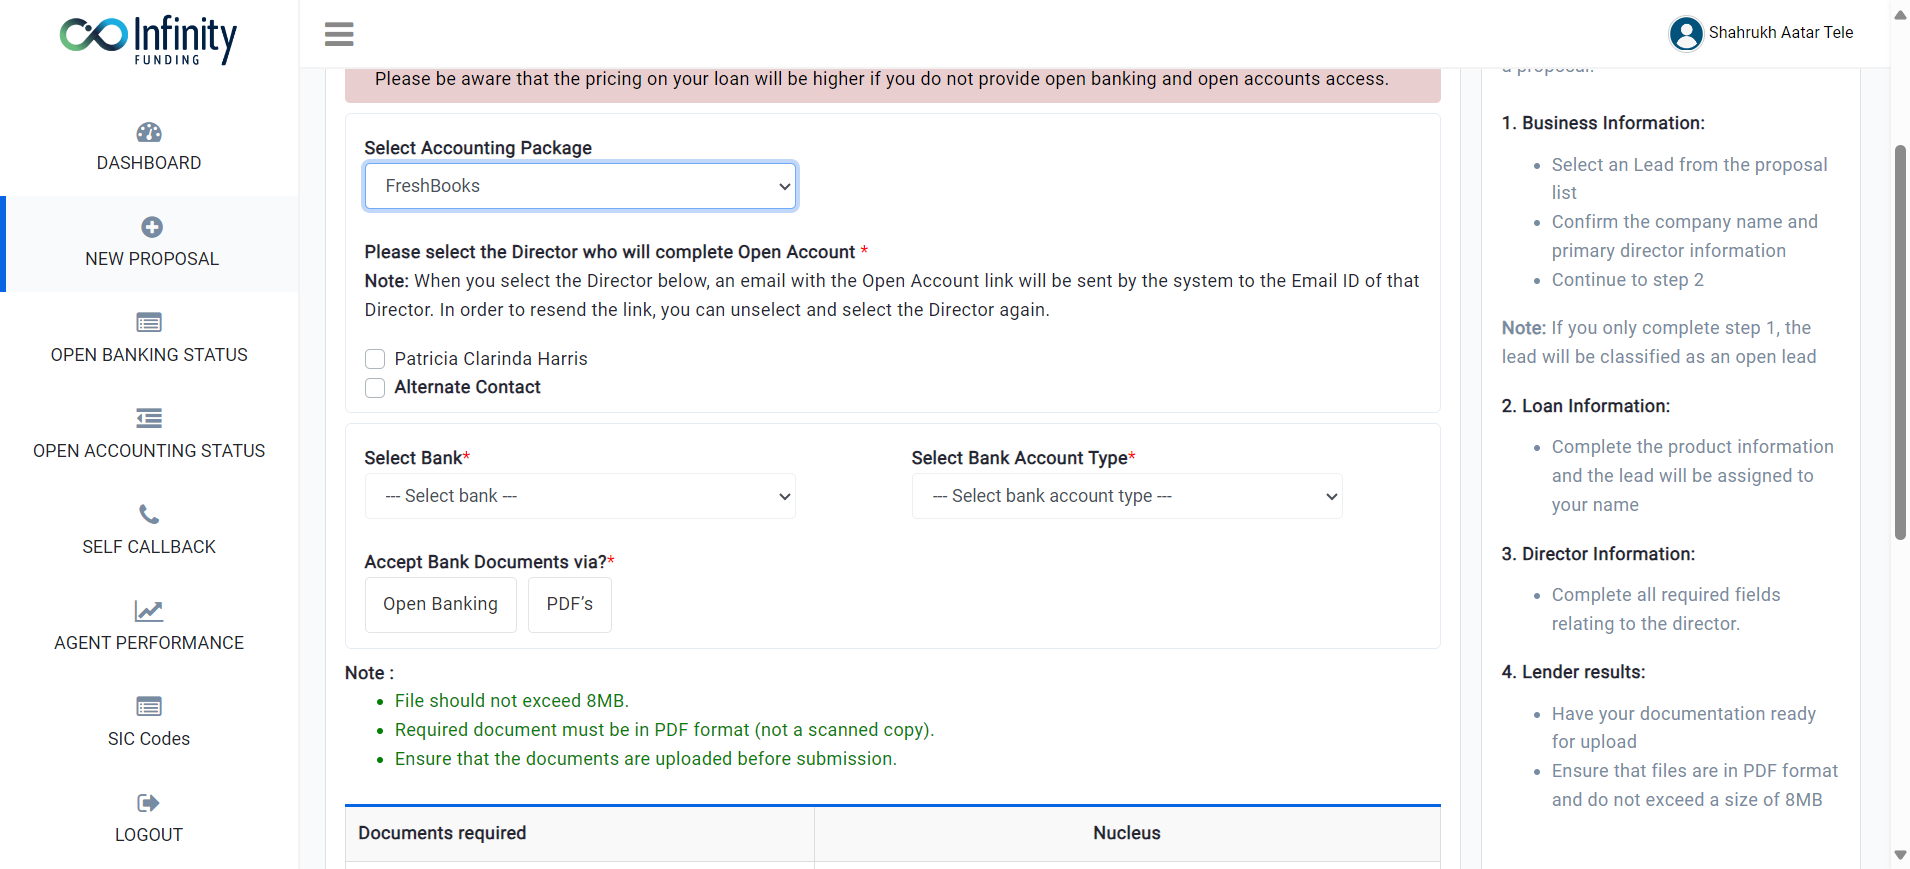 Infinity
FUNDING
Shahrukh Aatar Tele
DASHBOARD
NEW PROPOSAL
OPEN BANKING STATUS
OPEN ACCOUNTING STATUS
SELF CALLBACK
AGENT PERFORMANCE
SIC Codes
LOGOUT
Please be aware that the pricing on your loan will be higher if you do not provide open banking and open accounts access.
Select Accounting Package
FreshBooks
Please select the Director who will complete Open Account *
Note: When you select the Director below, an email with the Open Account link will be sent by the system to the Email ID of that
Director. In order to resend the link, you can unselect and select the Director again.
Patricia Clarinda Harris
Alternate Contact
Select Bank*
--- Select bank ---
Select Bank Account Type*
--- Select bank account type ---
Accept Bank Documents via?*
Open Banking
PDF’s
Note :
• File should not exceed 8MB.
• Required document must be in PDF format (not a scanned copy).
• Ensure that the documents are uploaded before submission.
Documents required
Nucleus
a proposal.
1. Business Information:
• Select an Lead from the proposal
list
• Confirm the company name and
primary director information
• Continue to step 2
Note: If you only complete step 1, the
lead will be classified as an open lead
2. Loan Information:
• Complete the product information
and the lead will be assigned to
your name
3. Director Information:
• Complete all required fields
relating to the director.
4. Lender results:
• Have your documentation ready
for upload
• Ensure that files are in PDF format
and do not exceed a size of 8MB